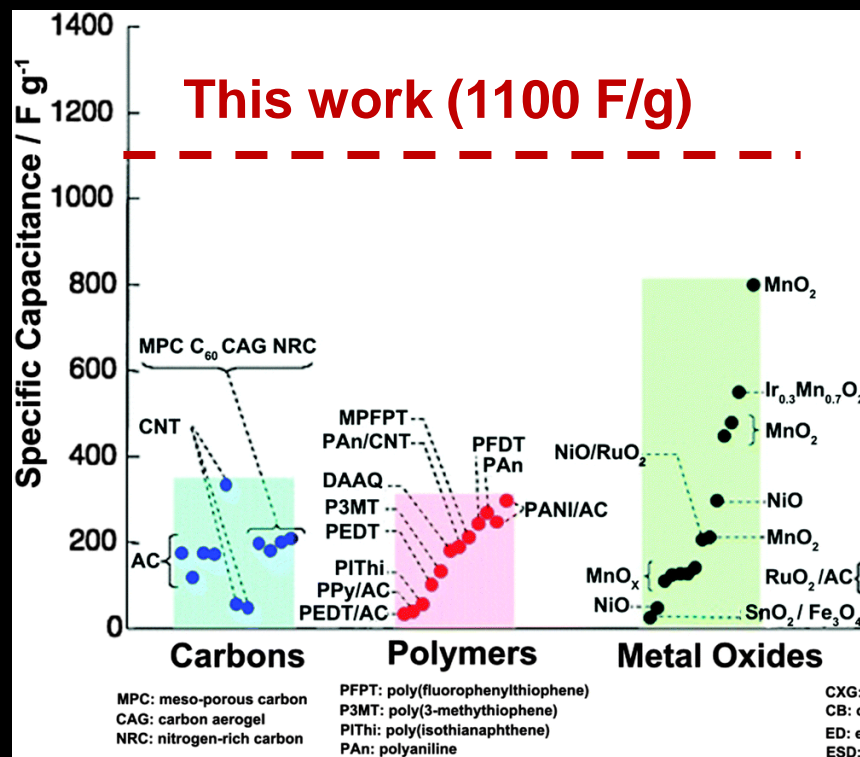 1400
1200
1000
800
600
400
200
0
Specific Capacitance / F g⁻¹
This work (1100 F/g)
MPC C₆₀ CAG NRC
CNT
AC
MPFPT
PAn/CNT
DAAQ
P3MT
PEDT
PIThi
PPy/AC
PEDT/AC
PFDT
PAn
PANI/AC
MnO₂
Ir₀.₃Mn₀.₇O₂
MnO₂
NiO/RuO₂
NiO
MnO₂
MnOₓ
RuO₂/AC
NiO
SnO₂ / Fe₃O₄
Carbons
Polymers
Metal Oxides
MPC: meso-porous carbon
CAG: carbon aerogel
NRC: nitrogen-rich carbon
PFPT: poly(fluorophenylthiophene)
P3MT: poly(3-methythiophene)
PIThi: poly(isothianaphthene)
PAn: polyaniline
CXG:
CB:
ED:
ESD: